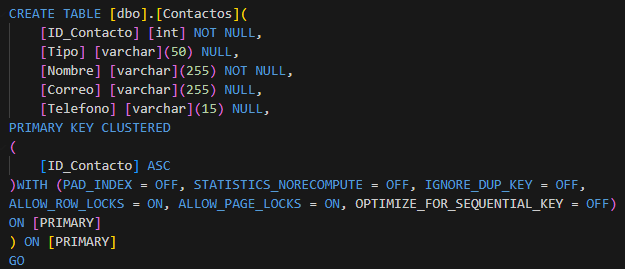 CREATE TABLE [dbo].[Contactos](
    [ID_Contacto] [int] NOT NULL,
    [Tipo] [varchar](50) NULL,
    [Nombre] [varchar](255) NOT NULL,
    [Correo] [varchar](255) NULL,
    [Telefono] [varchar](15) NULL,
PRIMARY KEY CLUSTERED
(
    [ID_Contacto] ASC
)WITH (PAD_INDEX = OFF, STATISTICS_NORECOMPUTE = OFF, IGNORE_DUP_KEY = OFF,
ALLOW_ROW_LOCKS = ON, ALLOW_PAGE_LOCKS = ON, OPTIMIZE_FOR_SEQUENTIAL_KEY = OFF)
ON [PRIMARY]
) ON [PRIMARY]
GO